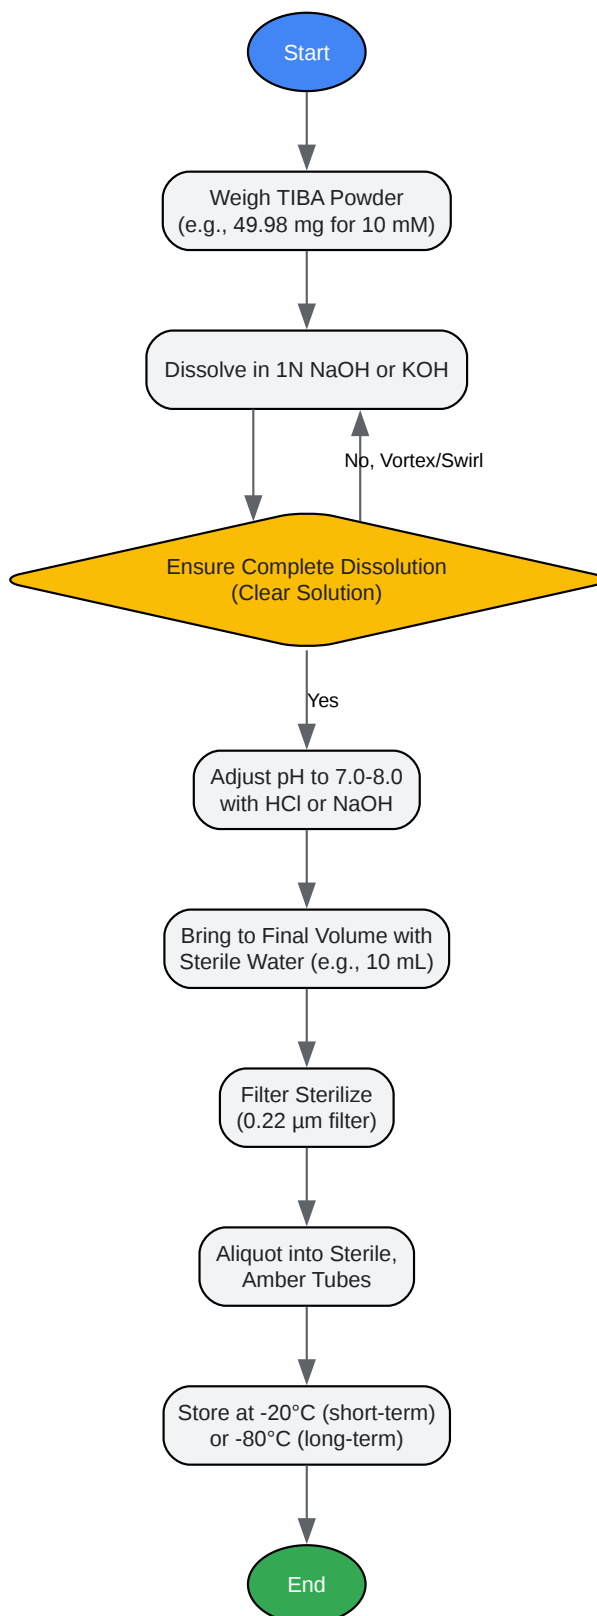 Start
Weigh TIBA Powder
(e.g., 49.98 mg for 10 mM)
Dissolve in 1N NaOH or KOH
No, Vortex/Swirl
Ensure Complete Dissolution
(Clear Solution)
Yes
Adjust pH to 7.0-8.0
with HCl or NaOH
Bring to Final Volume with
Sterile Water (e.g., 10 mL)
Filter Sterilize
(0.22 µm filter)
Aliquot into Sterile,
Amber Tubes
Store at -20°C (short-term)
or -80°C (long-term)
End